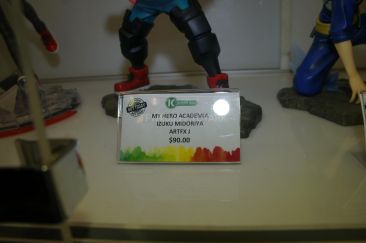 MY HERO ACADEMIA
IZUKU MIDORIYA
ARTFX J
$90.00